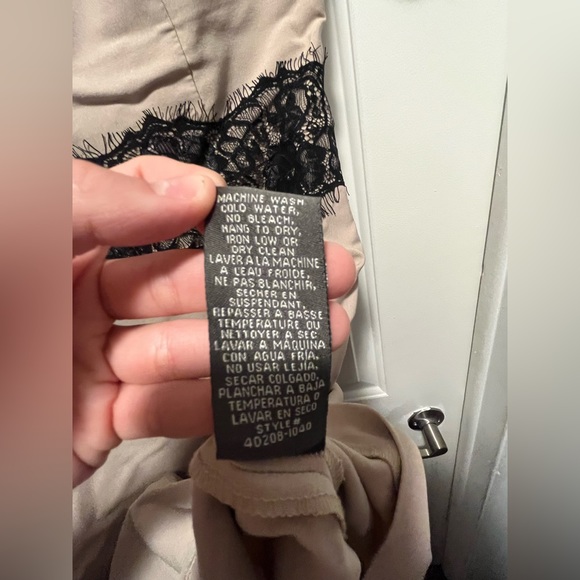 MACHINE WASH
COLD WATER,
NO BLEACH,
HANG TO DRY,
IRON LOW OR
DRY CLEAN
LAVER A LA MACHINE
A LEAU FROIDE,
NE PAS BLANCHIR,
SECHER EN
SUSPENDANT,
REPASSER A BASSE
TEMPERATURE OU
NETTOYER A SEC
LAVAR A MAQUINA
CON AGUA FRIA,
NO USAR LEJIA,
SECAR COLGADO,
PLANCHAR A BAJA
TEMPERATURA O
LAVAR EN SECO
STYLE#
40208-1040